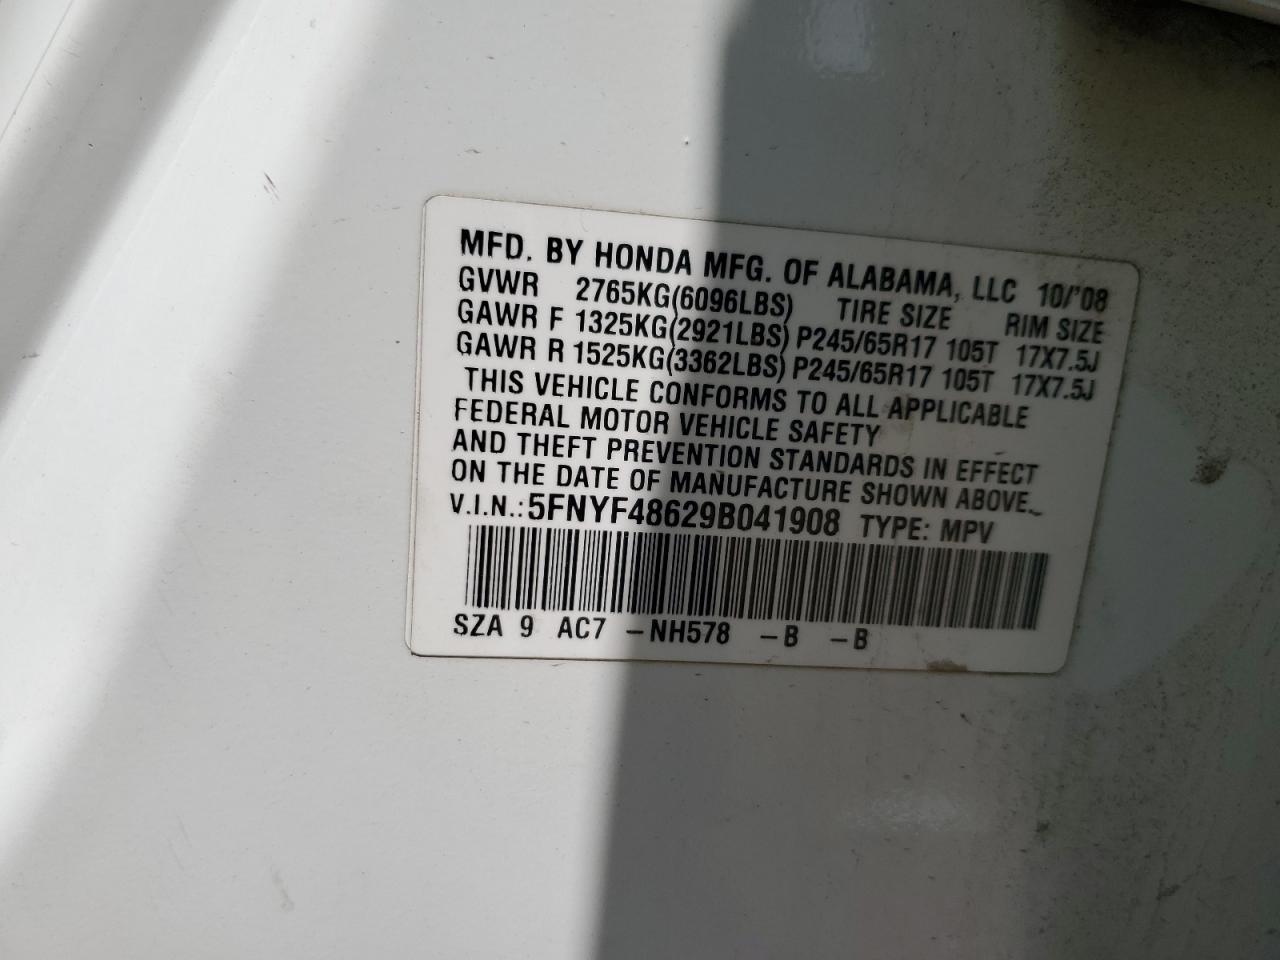 MFD. BY HONDA MFG. OF ALABAMA, LLC 10/'08
GVWR 2765KG(6096LBS) TIRE SIZE RIM SIZE
GAWR F 1325KG(2921LBS) P245/65R17 105T 17X7.5J
GAWR R 1525KG(3362LBS) P245/65R17 105T 17X7.5J
THIS VEHICLE CONFORMS TO ALL APPLICABLE
FEDERAL MOTOR VEHICLE SAFETY
AND THEFT PREVENTION STANDARDS IN EFFECT
ON THE DATE OF MANUFACTURE SHOWN ABOVE.
V.I.N.: 5FNYF48629B041908 TYPE: MPV
SZA 9 AC7 -NH578 -B -B